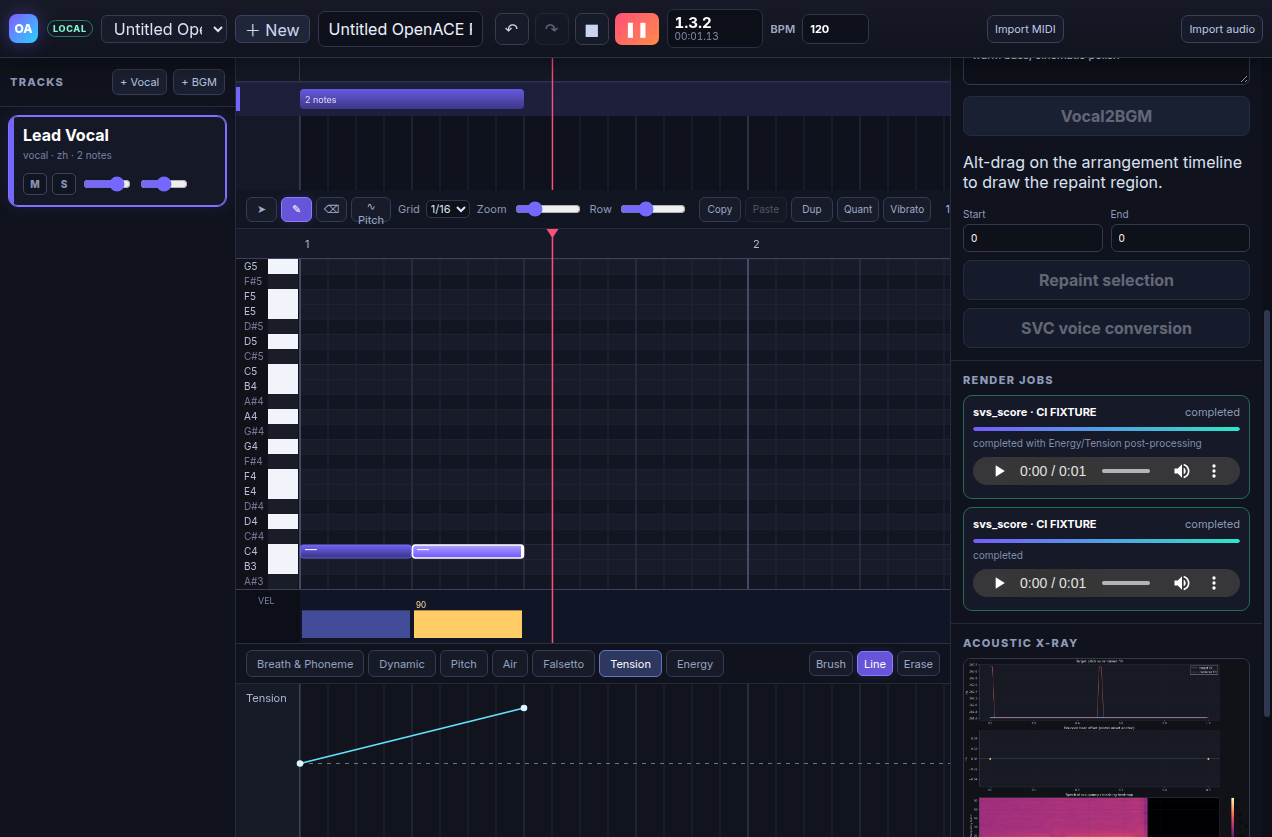 OA
LOCAL
Untitled Ope
+ New
Untitled OpenACE
1.3.2
00:01.13
BPM
120
Import MIDI
Import audio
TRACKS
+ Vocal
+ BGM
Lead Vocal
vocal · zh · 2 notes
M
S
2 notes
Pitch
Grid
1/16
Zoom
Row
Copy
Paste
Dup
Quant
Vibrato
1
1
2
G5
F#5
F5
E5
D#5
D5
C#5
C5
B4
A#4
A4
G#4
G4
F#4
F4
E4
D#4
D4
C#4
C4
B3
A#3
VEL
90
Breath & Phoneme
Dynamic
Pitch
Air
Falsetto
Tension
Energy
Brush
Line
Erase
Tension
Vocal2BGM
Alt-drag on the arrangement timeline
to draw the repaint region.
Start
End
0
0
Repaint selection
SVC voice conversion
RENDER JOBS
svs_score · CI FIXTURE
completed
completed with Energy/Tension post-processing
0:00 / 0:01
svs_score · CI FIXTURE
completed
completed
0:00 / 0:01
ACOUSTIC X-RAY